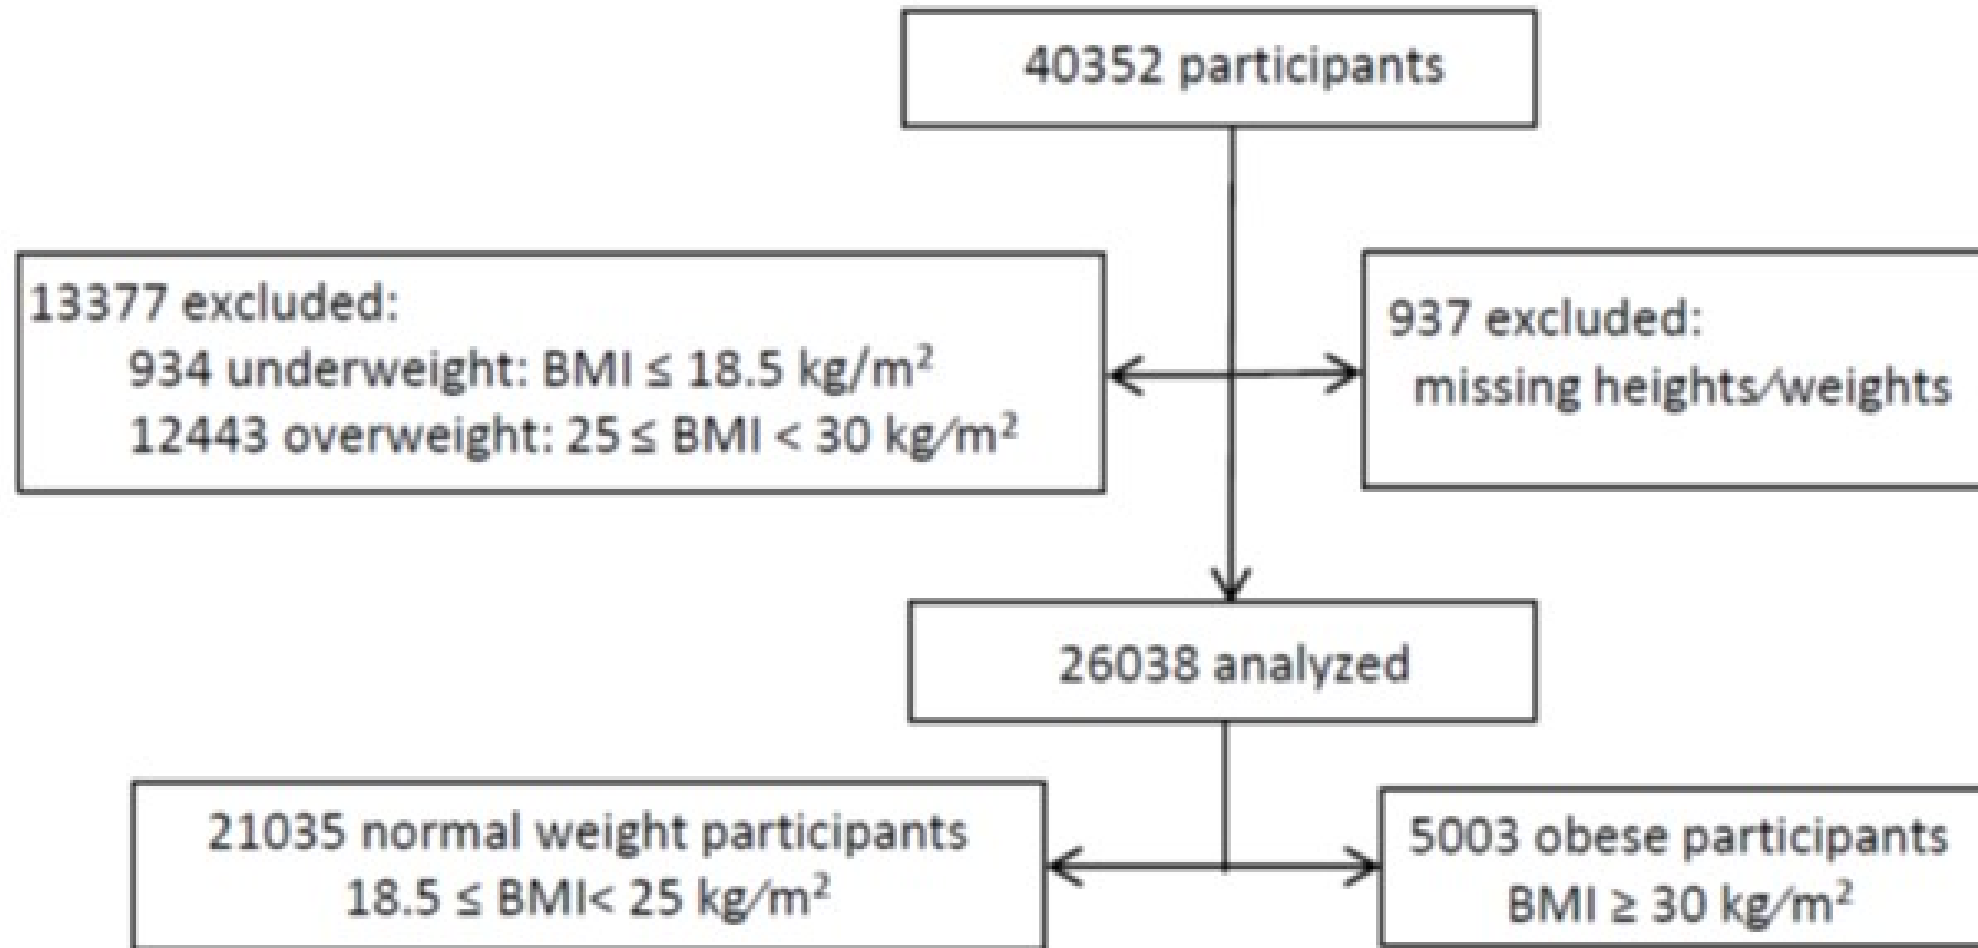 40352 participants
13377 excluded:
934 underweight: BMI ≤ 18.5 kg/m²
12443 overweight: 25 ≤ BMI < 30 kg/m²
937 excluded:
missing heights/weights
26038 analyzed
21035 normal weight participants
18.5 ≤ BMI< 25 kg/m²
5003 obese participants
BMI ≥ 30 kg/m²